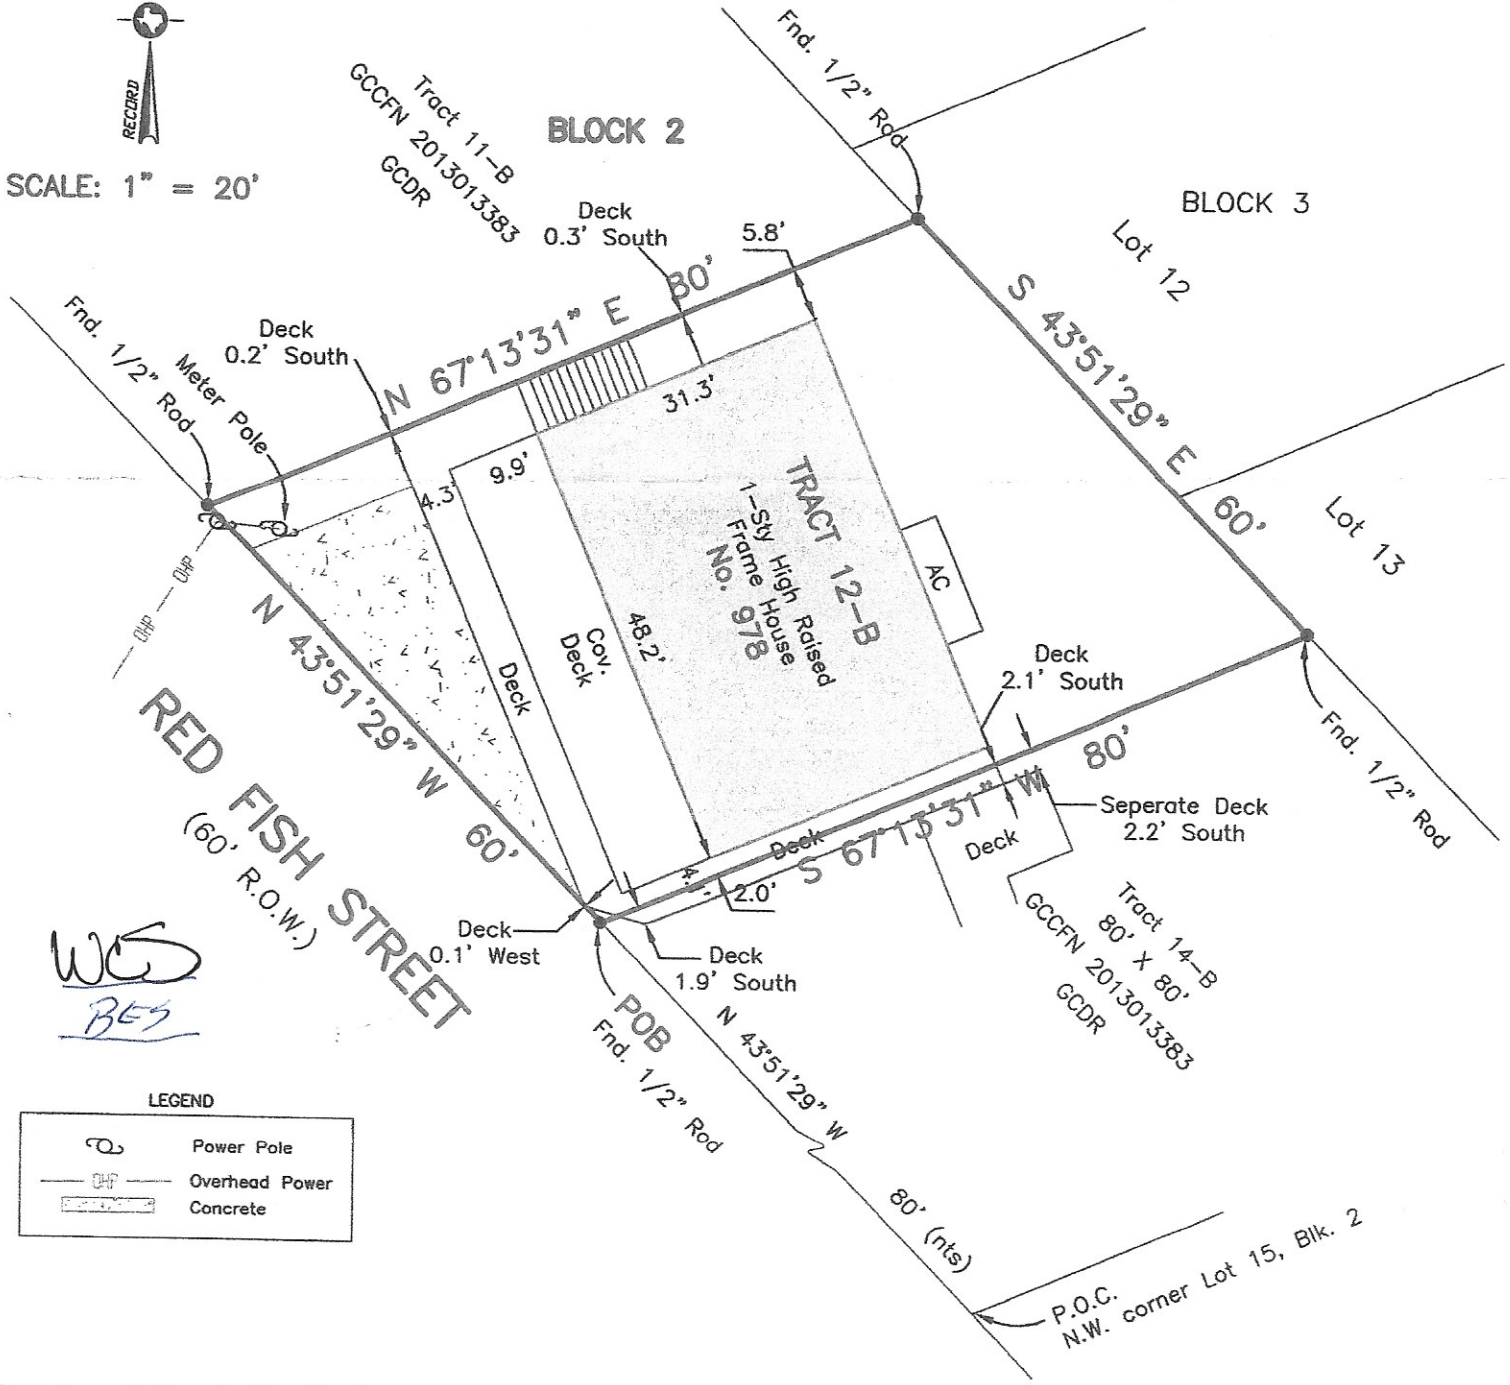 RECORD
SCALE: 1" = 20'
Tract 11-B
GCCFN 2013013383
GCDR
BLOCK 2
Fnd. 1/2" Rod
BLOCK 3
Lot 12
Deck
0.3' South
5.8'
Deck
0.2' South
N 67°13'31" E 80'
S 43°51'29" E 60'
Fnd. 1/2" Rod
Meter Pole
31.3'
9.9'
4.3'
TRACT 12-B
1-Sty High Raised
Frame House
No. 978
AC
Lot 13
OHP
OHP
48.2'
Cov.
Deck
Deck
N 43°51'29" W 60'
RED FISH STREET
(60' R.O.W.)
Deck
2.1' South
S 67°13'31" W 80'
Fnd. 1/2" Rod
Seperate Deck
2.2' South
Deck
Deck
2.0'
Deck
0.1' West
Deck
1.9' South
Tract 14-B
80' X 80'
GCCFN 2013013383
GCDR
WCS
BES
POB
Fnd. 1/2" Rod
N 43°51'29" W
80' (nts)
P.O.C.
N.W. corner Lot 15, Blk. 2
LEGEND
Power Pole
OHP Overhead Power
Concrete